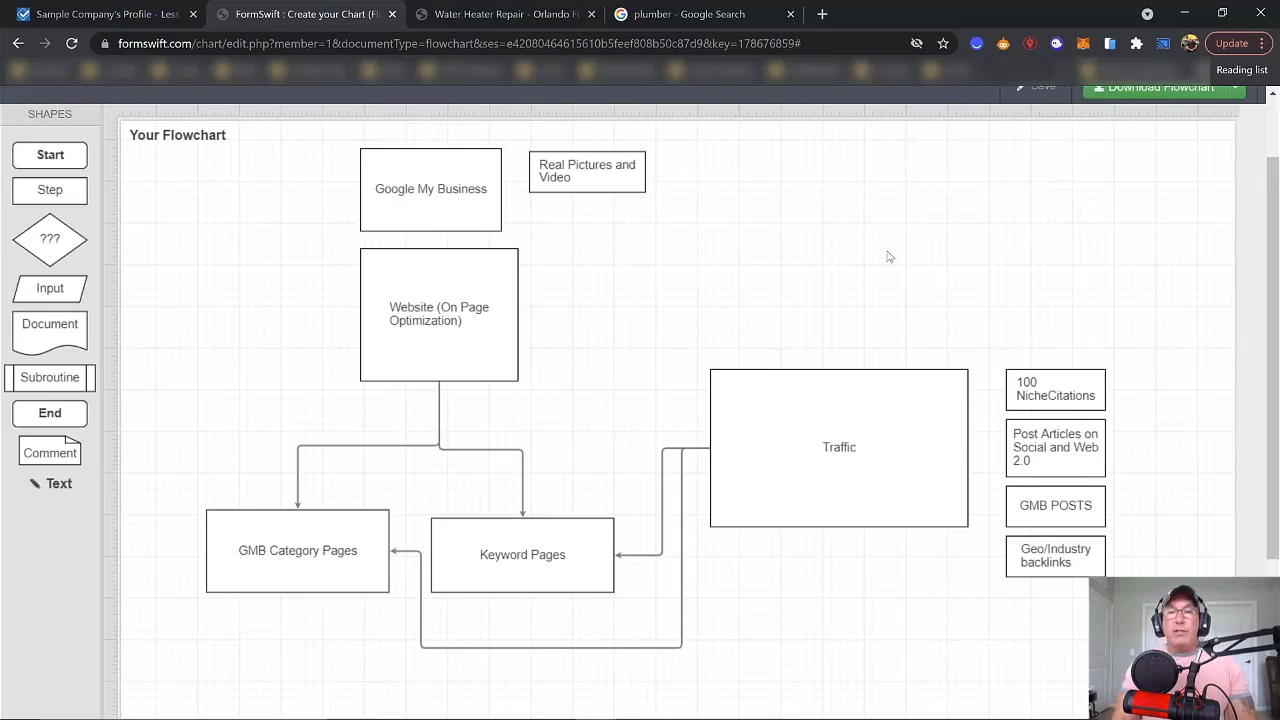 Sample Company's Profile - Less
FormSwift : Create your Chart (Fl
Water Heater Repair - Orlando Fl
plumber - Google Search
formswift.com/chart/edit.php?member=1&documentType=flowchart&ses=e42000464615610b5feef808b50c87d9&key=178676859#
Update
Reading list
SHAPES
Save
Download Flowchart
Your Flowchart
Start
Step
???
Input
Document
Subroutine
End
Comment
Text
Google My Business
Real Pictures and
Video
Website (On Page
Optimization)
Traffic
100
NicheCitations
Post Articles on
Social and Web
2.0
GMB POSTS
Geo/Industry
backlinks
GMB Category Pages
Keyword Pages